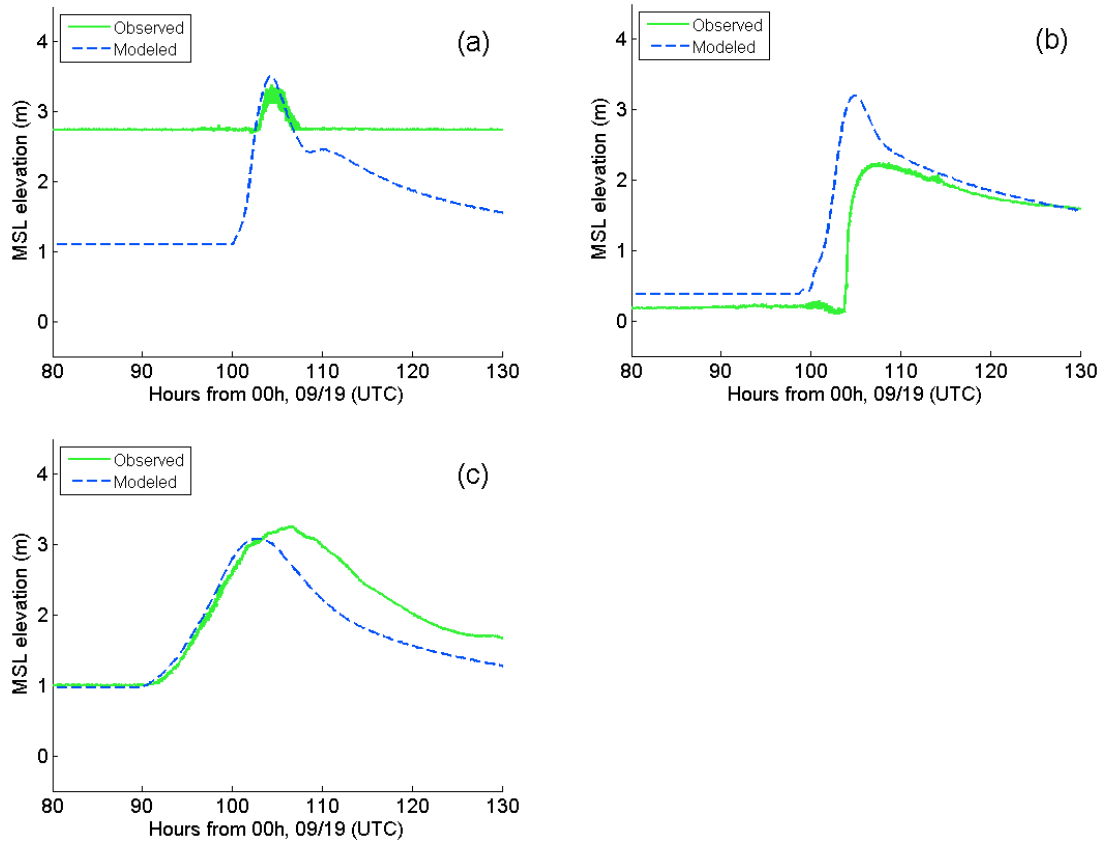 Observed
Modeled
(a)
MSL elevation (m)
4
3
2
1
0
80 90 100 110 120 130
Hours from 00h, 09/19 (UTC)
Observed
Modeled
(b)
MSL elevation (m)
4
3
2
1
0
80 90 100 110 120 130
Hours from 00h, 09/19 (UTC)
Observed
Modeled
(c)
MSL elevation (m)
4
3
2
1
0
80 90 100 110 120 130
Hours from 00h, 09/19 (UTC)